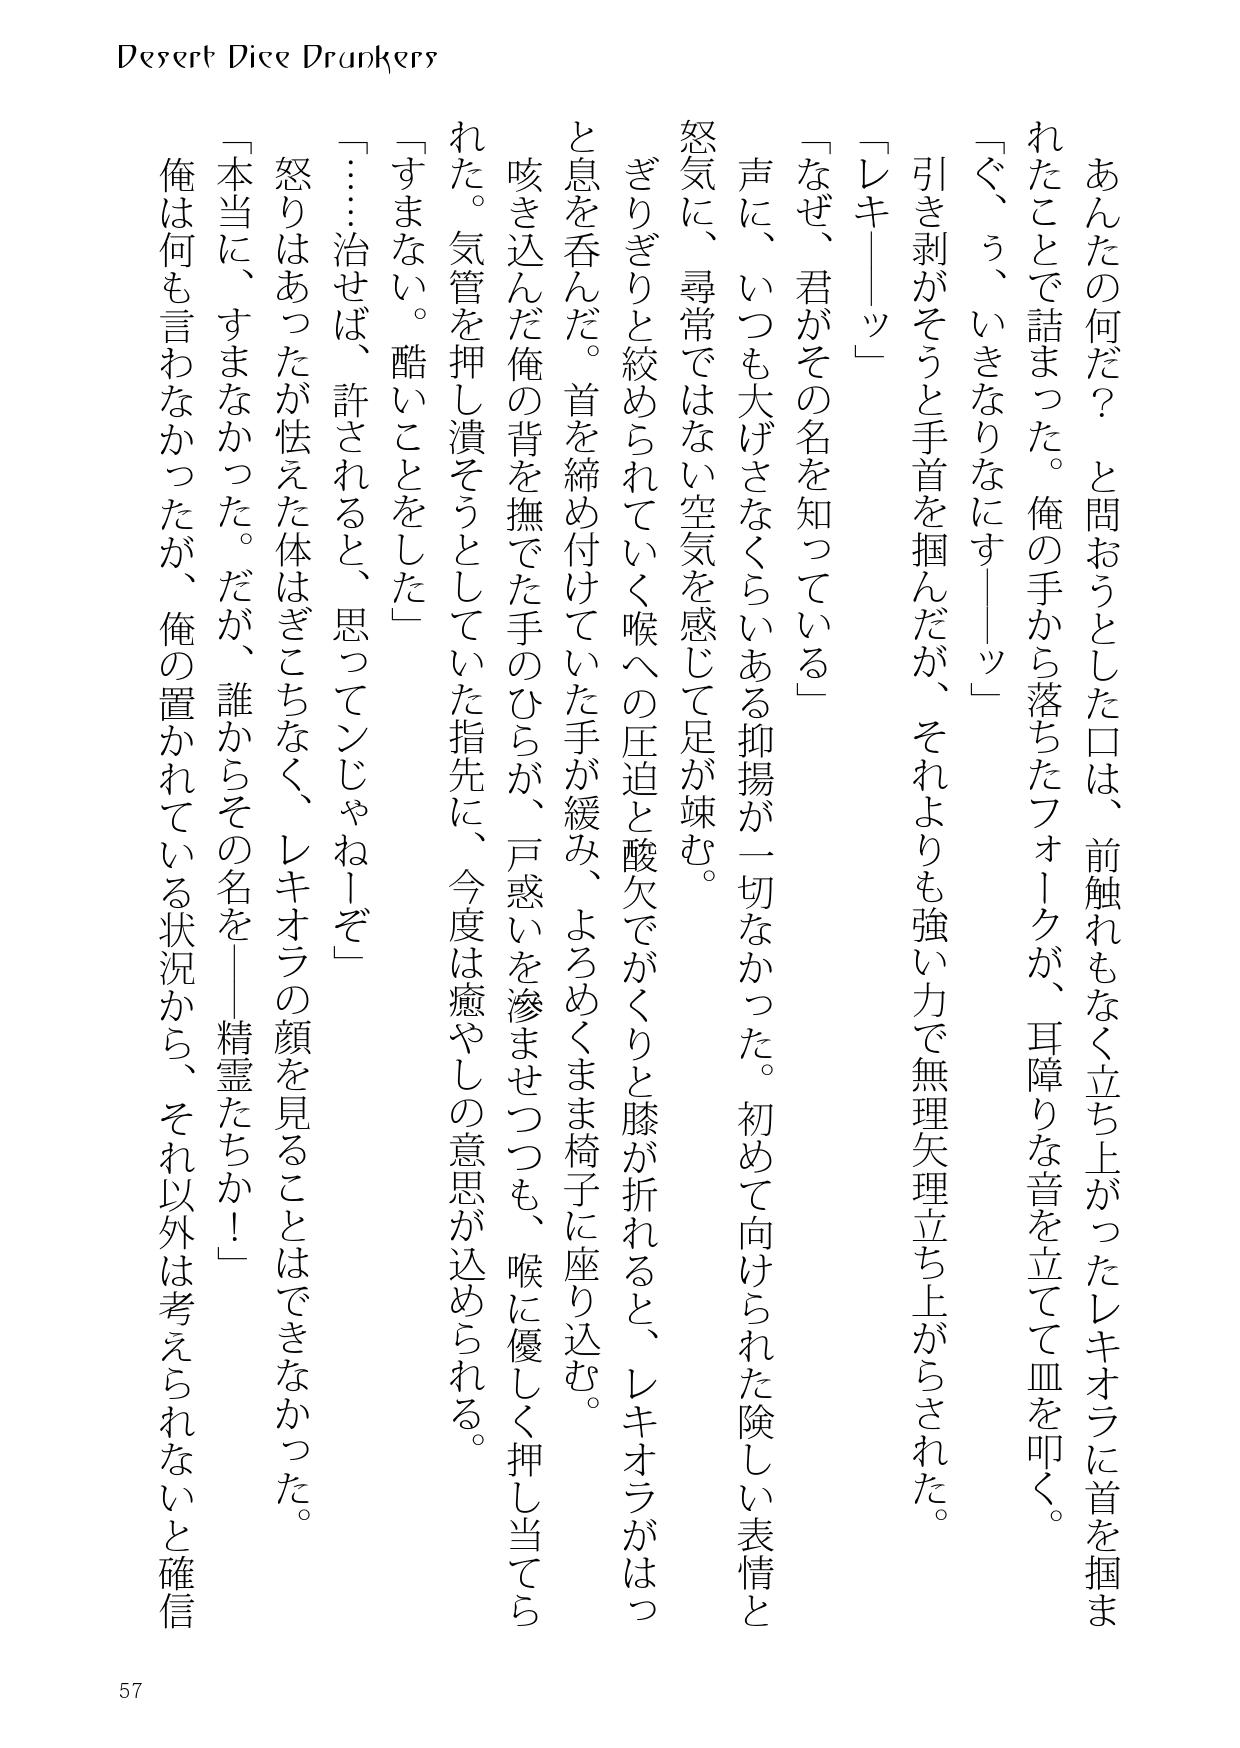 Desert Dice Drunkers
　あんたの何だ？　と問おうとした口は、前触れもなく立ち上がったレキオラに首を掴ま
れたことで詰まった。俺の手から落ちたフォークが、耳障りな音を立てて皿を叩く。
「ぐ、う、いきなりなにす――ッ」
　引き剥がそうと手首を掴んだが、それよりも強い力で無理矢理立ち上がらされた。
「レキ――ッ」
「なぜ、君がその名を知っている」
　声に、いつも大げさなくらいある抑揚が一切なかった。初めて向けられた険しい表情と
怒気に、尋常ではない空気を感じて足が竦む。
　ぎりぎりと絞められていく喉への圧迫と酸欠でがくりと膝が折れると、レキオラがはっ
と息を呑んだ。首を締め付けていた手が緩み、よろめくまま椅子に座り込む。
　咳き込んだ俺の背を撫でた手のひらが、戸惑いを滲ませつつも、喉に優しく押し当てら
れた。気管を押し潰そうとしていた指先に、今度は癒やしの意思が込められる。
「すまない。酷いことをした」
「……治せば、許されると、思ってンじゃねーぞ」
　怒りはあったが怯えた体はぎこちなく、レキオラの顔を見ることはできなかった。
「本当に、すまなかった。だが、誰からその名を――精霊たちか！」
　俺は何も言わなかったが、俺の置かれている状況から、それ以外は考えられないと確信
57